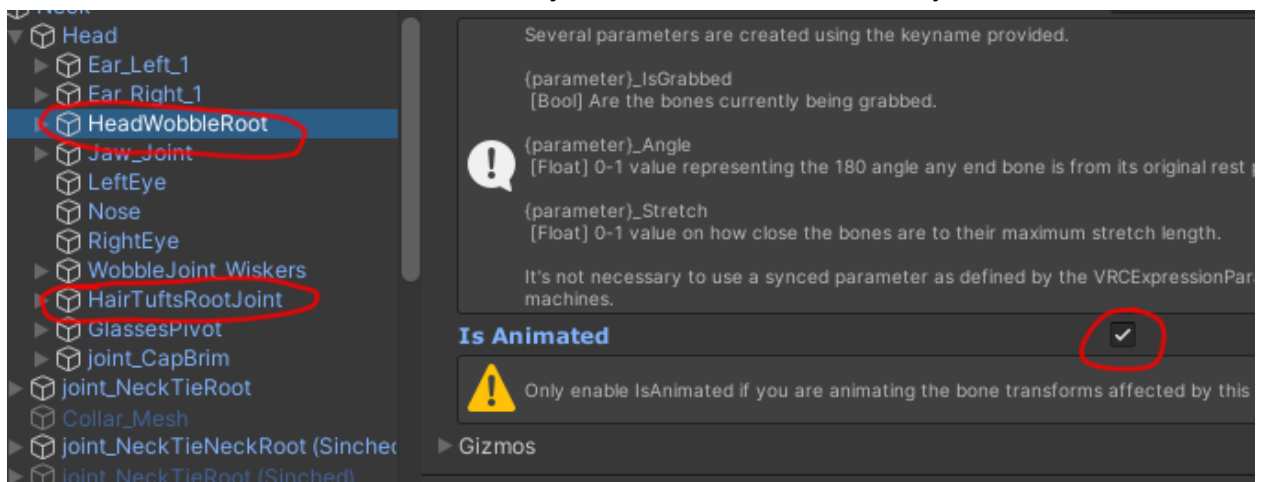 Head
Ear_Left_1
Ear_Right_1
HeadWobbleRoot
Jaw_Joint
LeftEye
Nose
RightEye
WobbleJoint_Wiskers
HairTuftsRootJoint
GlassesPivot
joint_CapBrim
joint_NeckTieRoot
Collar_Mesh
joint_NeckTieNeckRoot (Sinched
joint_NeckTieRoot (Sinched)
Several parameters are created using the keyname provided.
{parameter}_IsGrabbed
[Bool] Are the bones currently being grabbed.
{parameter}_Angle
[Float] 0-1 value representing the 180 angle any end bone is from its original rest
{parameter}_Stretch
[Float] 0-1 value on how close the bones are to their maximum stretch length.
It's not necessary to use a synced parameter as defined by the VRCExpressionPar
machines.
Is Animated
Only enable IsAnimated if you are animating the bone transforms affected by this
Gizmos